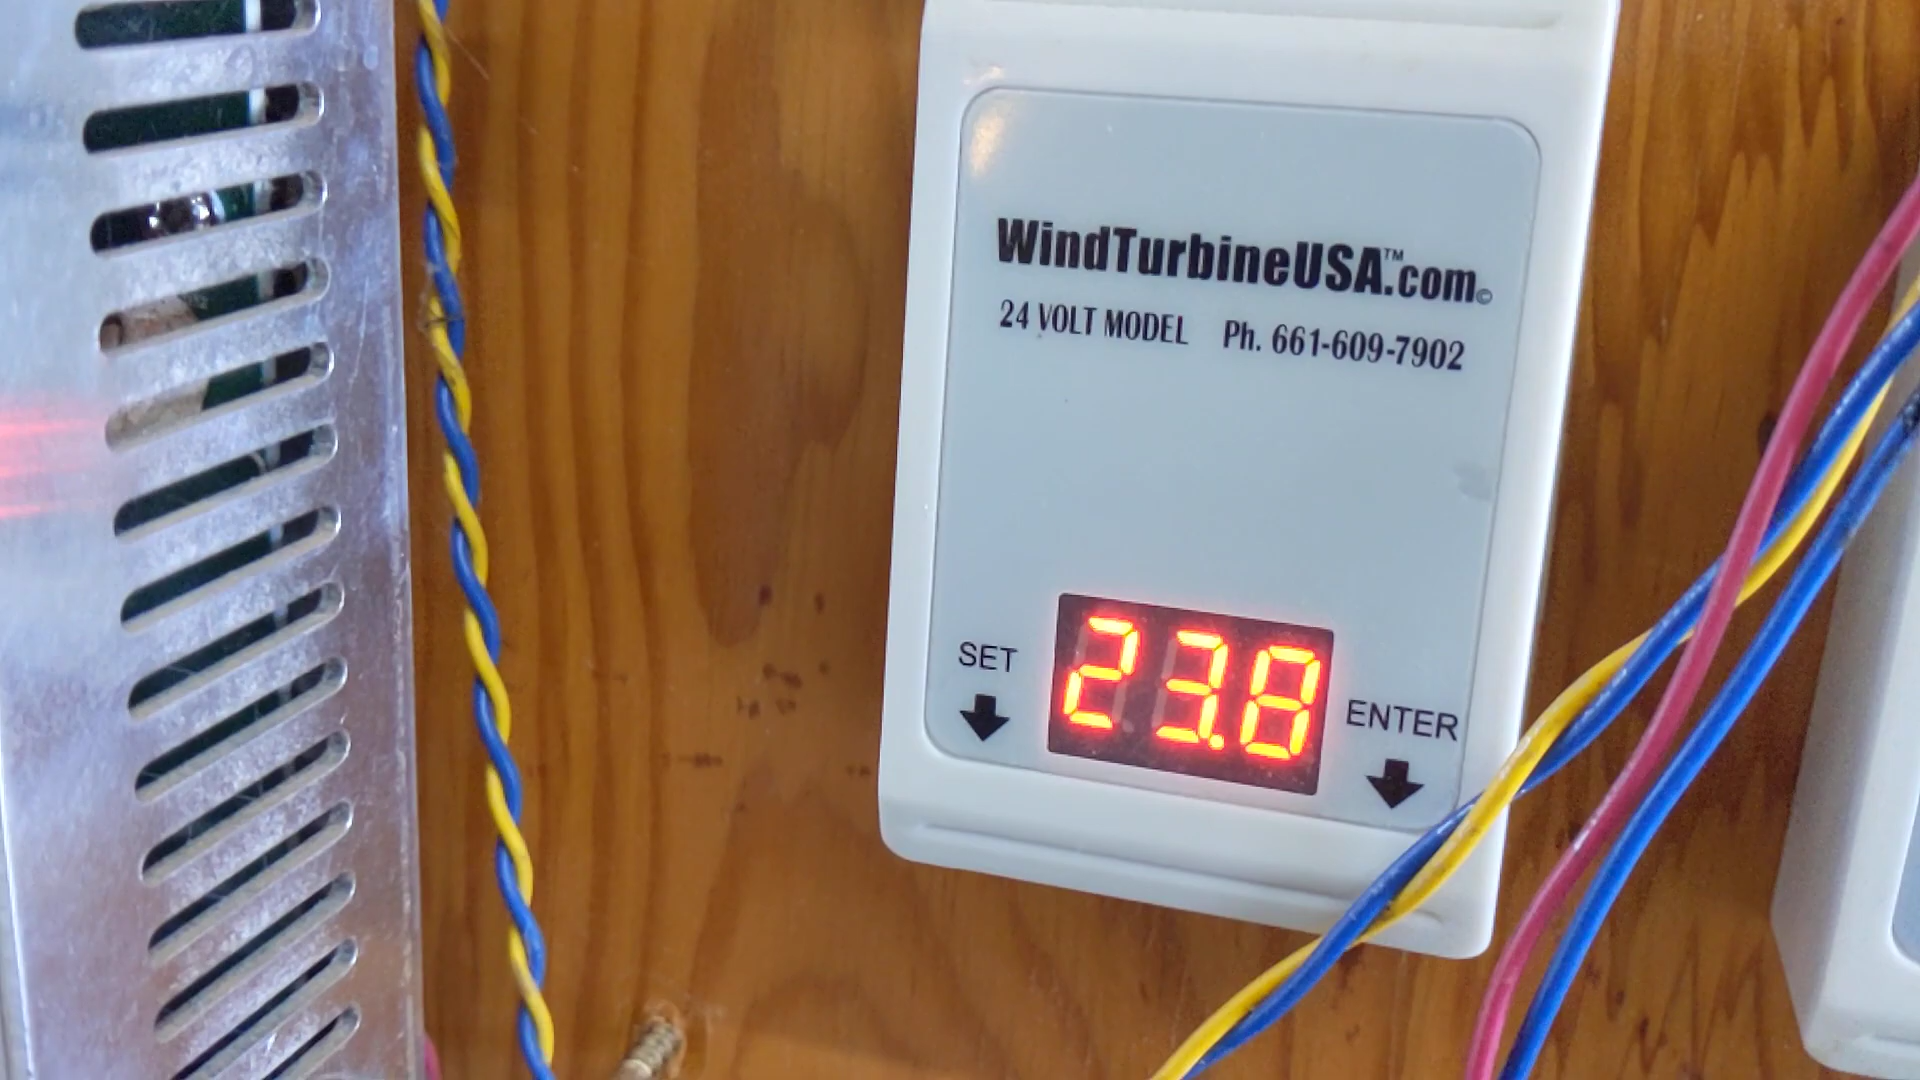 WindTurbineUSA™.com©
24 VOLT MODEL Ph. 661-609-7902
SET
23.8
ENTER